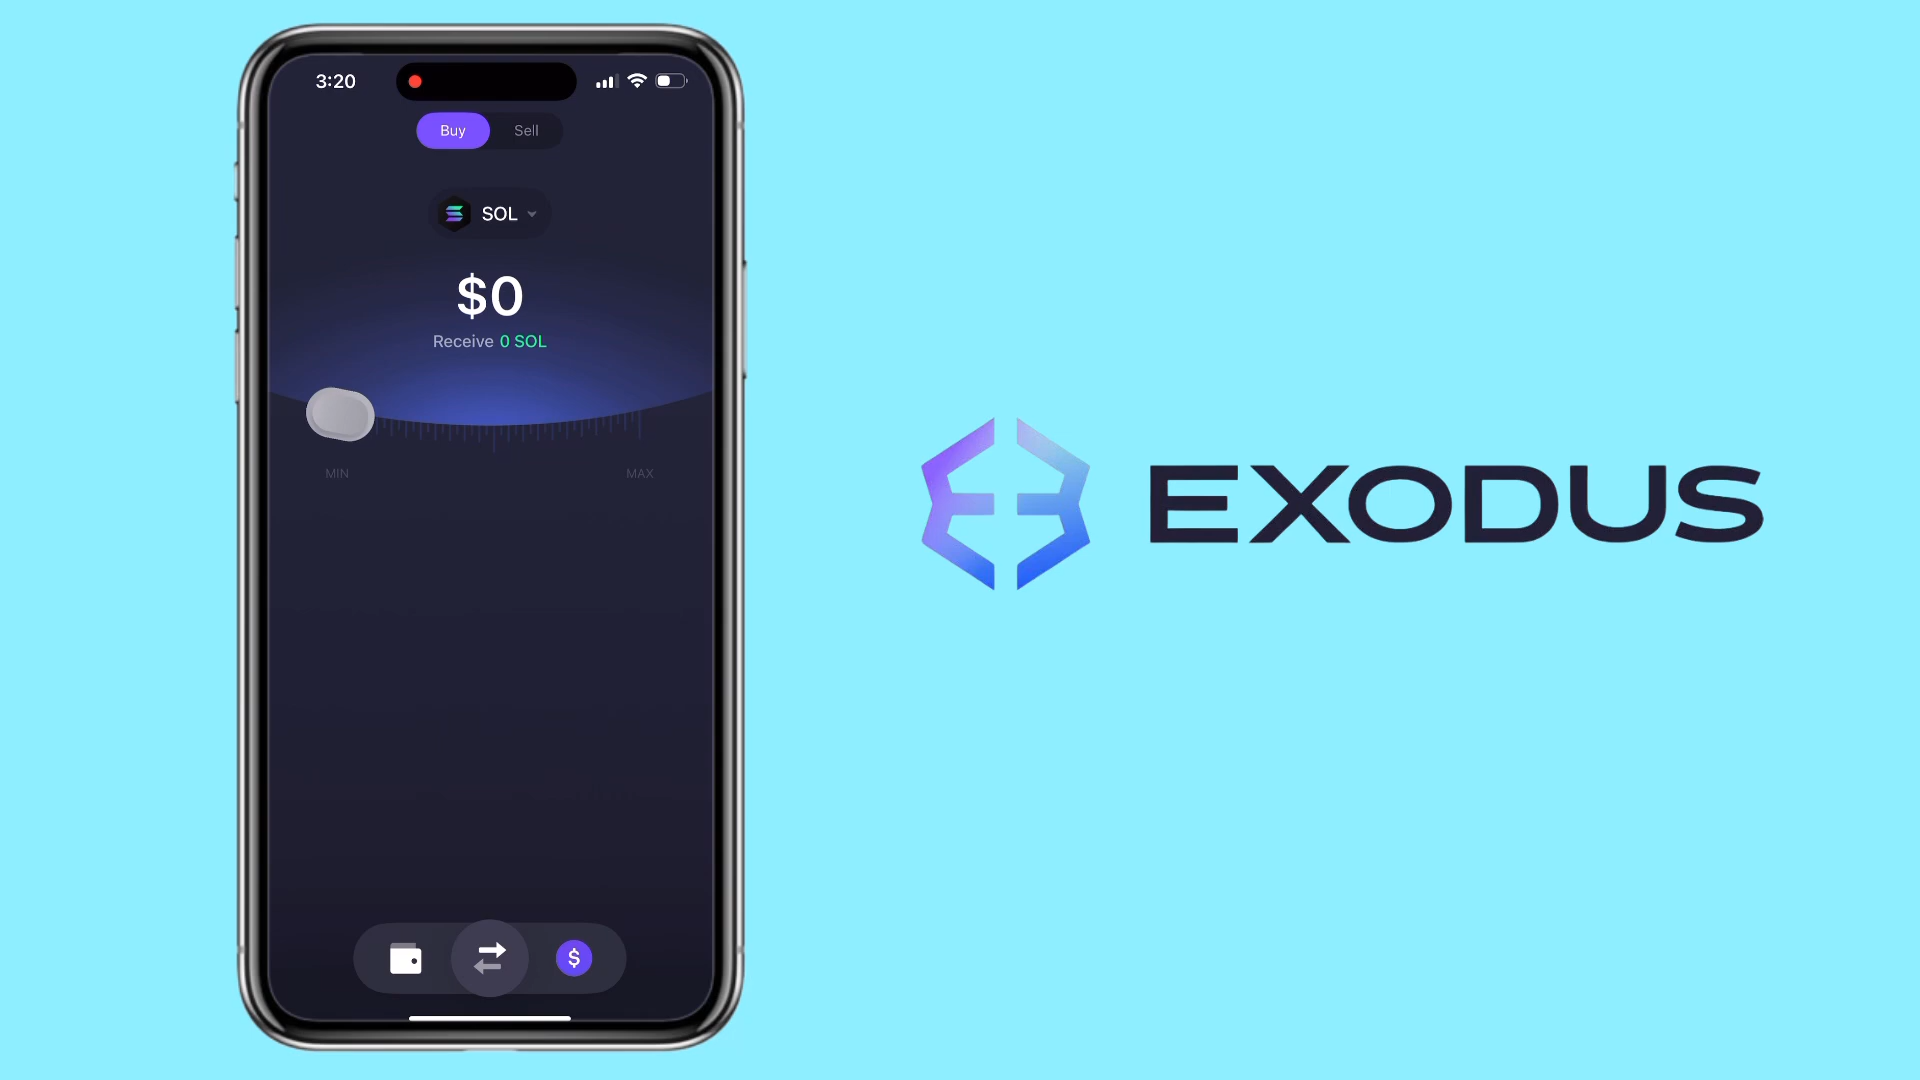 3:20
Buy Sell
SOL
$0
Receive 0 SOL
MIN MAX
$
EXODUS